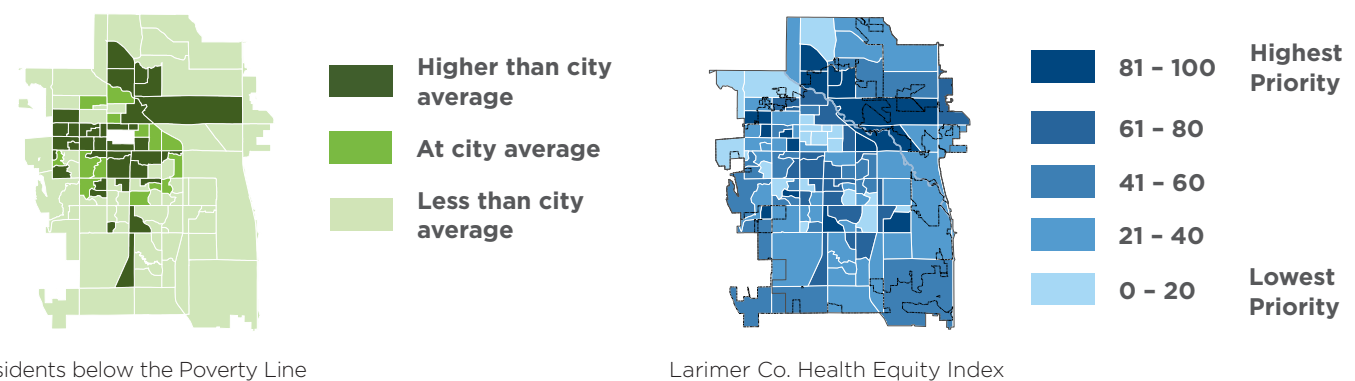 Higher than city
average
At city average
Less than city
average
sidents below the Poverty Line
81 – 100
Highest
Priority
61 – 80
41 – 60
21 – 40
0 – 20
Lowest
Priority
Larimer Co. Health Equity Index